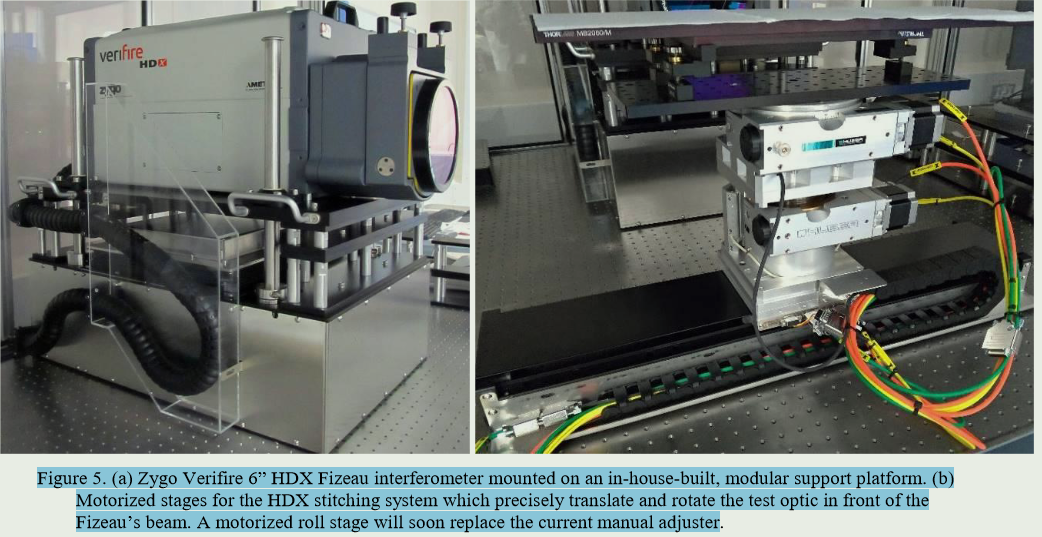 verifire
HDX
zygo
AMET
THOR
MB2060/M
Figure 5. (a) Zygo Verifire 6” HDX Fizeau interferometer mounted on an in-house-built, modular support platform. (b)
Motorized stages for the HDX stitching system which precisely translate and rotate the test optic in front of the
Fizeau’s beam. A motorized roll stage will soon replace the current manual adjuster.